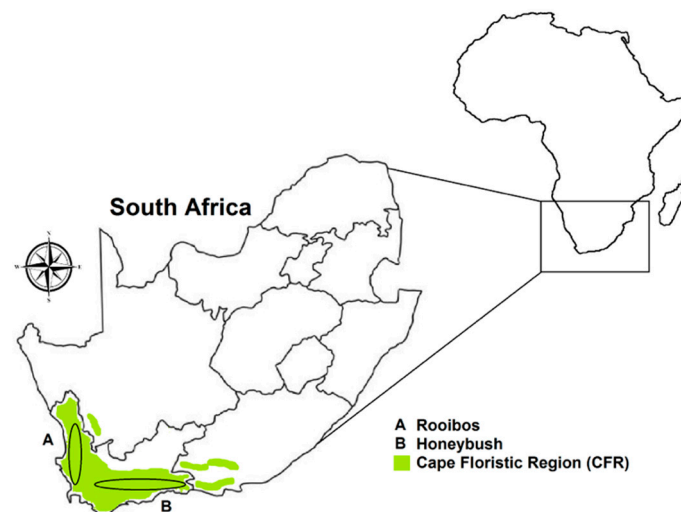 South Africa
N
W
E
S
A
B
A Rooibos
B Honeybush
Cape Floristic Region (CFR)